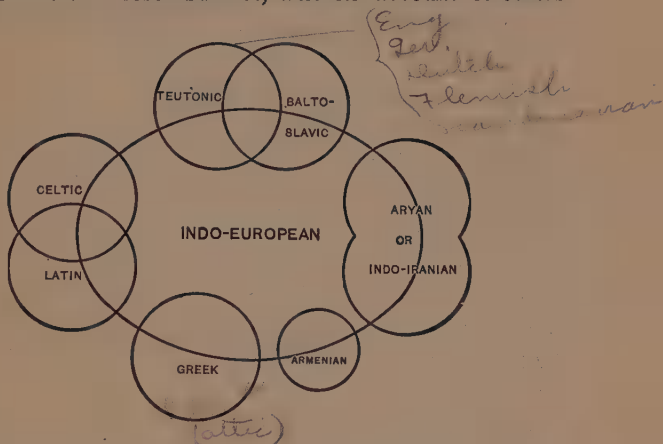 Eng
Ger.
Dutch
Flemish
TEUTONIC
BALTO-
SLAVIC
CELTIC
LATIN
INDO-EUROPEAN
ARYAN
OR
INDO-IRANIAN
GREEK
ARMENIAN
(attic)